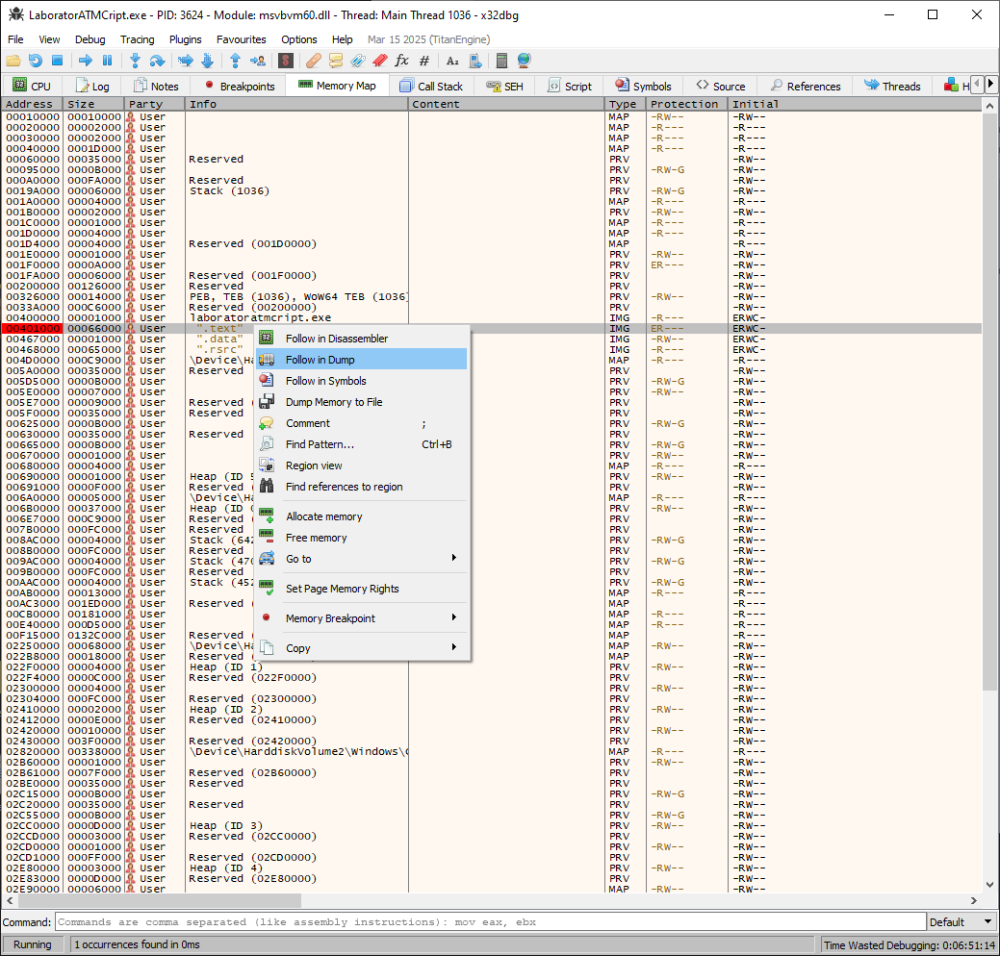 LaboratorATMCript.exe - PID: 3624 - Module: msvbvm60.dll - Thread: Main Thread 1036 - x32dbg
File View Debug Tracing Plugins Favourites Options Help Mar 15 2025 (TitanEngine)
CPU Log Notes Breakpoints Memory Map Call Stack SEH Script Symbols Source References Threads H
Address Size Party Info Content Type Protection Initial
00010000 00010000 User MAP -RW-- -RW--
00020000 00002000 User MAP -R--- -R---
00030000 00002000 User MAP -R--- -R---
00040000 0001D000 User MAP -R--- -R---
00060000 00035000 User Reserved PRV -RW--
00095000 0000B000 User PRV -RW-G -RW--
000A0000 000FA000 User Reserved PRV -RW--
0019A000 00006000 User Stack (1036) PRV -RW-G -RW--
001A0000 00004000 User MAP -R--- -R---
001B0000 00002000 User PRV -RW-- -RW--
001C0000 00001000 User MAP -R--- -R---
001D0000 00004000 User MAP -R--- -R---
001D4000 00004000 User Reserved (001D0000) MAP -R---
001E0000 00001000 User PRV -RW-- -RW--
001F0000 0000A000 User PRV ER--- -RW--
001FA000 00006000 User Reserved (001F0000) PRV -RW--
00200000 00126000 User Reserved PRV -RW--
00326000 00014000 User PEB, TEB (1036), WOW64 TEB (1036) PRV -RW-- -RW--
0033A000 000C6000 User Reserved (00200000) PRV -RW--
00400000 00001000 User laboratoratmcript.exe IMG -R--- ERWC-
00401000 00066000 User ".text" IMG ER--- ERWC-
00467000 00001000 User ".data" IMG -RW-- ERWC-
00468000 00065000 User ".rsrc" IMG -R--- ERWC-
004D0000 000C9000 User \Device\Ha MAP -R--- -R---
005A0000 00035000 User Reserved PRV -RW--
005D5000 0000B000 User PRV -RW-G -RW--
005E0000 00007000 User PRV -RW-- -RW--
005E7000 00009000 User Reserved ( PRV -RW--
005F0000 00035000 User Reserved PRV -RW--
00625000 0000B000 User PRV -RW-G -RW--
00630000 00035000 User Reserved PRV -RW--
00665000 0000B000 User PRV -RW-G -RW--
00670000 00001000 User PRV -RW-- -RW--
00680000 00004000 User MAP -R--- -R---
00690000 00001000 User Heap (ID 5 PRV -RW-- -RW--
00691000 0000F000 User Reserved ( PRV -RW--
006A0000 00005000 User \Device\Ha MAP -R--- -R---
006B0000 00037000 User Heap (ID 0 PRV -RW-- -RW--
006E7000 000C9000 User Reserved ( PRV -RW--
007B0000 000FC000 User Reserved PRV -RW--
008AC000 00004000 User Stack (642 PRV -RW-G -RW--
008B0000 000FC000 User Reserved PRV -RW--
009AC000 00004000 User Stack (470 PRV -RW-G -RW--
009B0000 000FC000 User Reserved PRV -RW--
00AAC000 00004000 User Stack (452 PRV -RW-G -RW--
00AB0000 00013000 User MAP -R--- -R---
00AC3000 001ED000 User Reserved ( MAP -R---
00CB0000 00181000 User MAP -R--- -R---
00E40000 000D5000 User MAP -R--- -R---
00F15000 0132C000 User Reserved ( MAP -R---
02250000 00068000 User \Device\Ha MAP -RW-- -RW--
022B8000 00018000 User Reserved (02250000) MAP -RW--
022F0000 00004000 User Heap (ID 1) PRV -RW-- -RW--
022F4000 0000C000 User Reserved (022F0000) PRV -RW--
02300000 00004000 User PRV -RW-- -RW--
02304000 000FC000 User Reserved (02300000) PRV -RW--
02410000 00002000 User Heap (ID 2) PRV -RW-- -RW--
02412000 0000E000 User Reserved (02410000) PRV -RW--
02420000 00010000 User PRV -RW-- -RW--
02430000 003F0000 User Reserved (02420000) PRV -RW--
02820000 00338000 User \Device\HarddiskVolume2\Windows\G MAP -R--- -R---
02B60000 00001000 User PRV -RW-- -RW--
02B61000 0007F000 User Reserved (02B60000) PRV -RW--
02BE0000 00035000 User Reserved PRV -RW--
02C15000 0000B000 User PRV -RW-G -RW--
02C20000 00035000 User Reserved PRV -RW--
02C55000 0000B000 User PRV -RW-G -RW--
02CC0000 0000D000 User Heap (ID 3) PRV -RW-- -RW--
02CCD000 00003000 User Reserved (02CC0000) PRV -RW--
02CD0000 00001000 User PRV -RW-- -RW--
02CD1000 000FF000 User Reserved (02CD0000) PRV -RW--
02E80000 00003000 User Heap (ID 4) PRV -RW-- -RW--
02E83000 0000D000 User Reserved (02E80000) PRV -RW--
02E90000 00006000 User MAP -RW-- -RW--
Follow in Disassembler
Follow in Dump
Follow in Symbols
Dump Memory to File
Comment ;
Find Pattern... Ctrl+B
Region view
Find references to region
Allocate memory
Free memory
Go to
Set Page Memory Rights
Memory Breakpoint
Copy
Command: Commands are comma separated (like assembly instructions): mov eax, ebx Default
Running 1 occurrences found in 0ms Time Wasted Debugging: 0:06:51:14